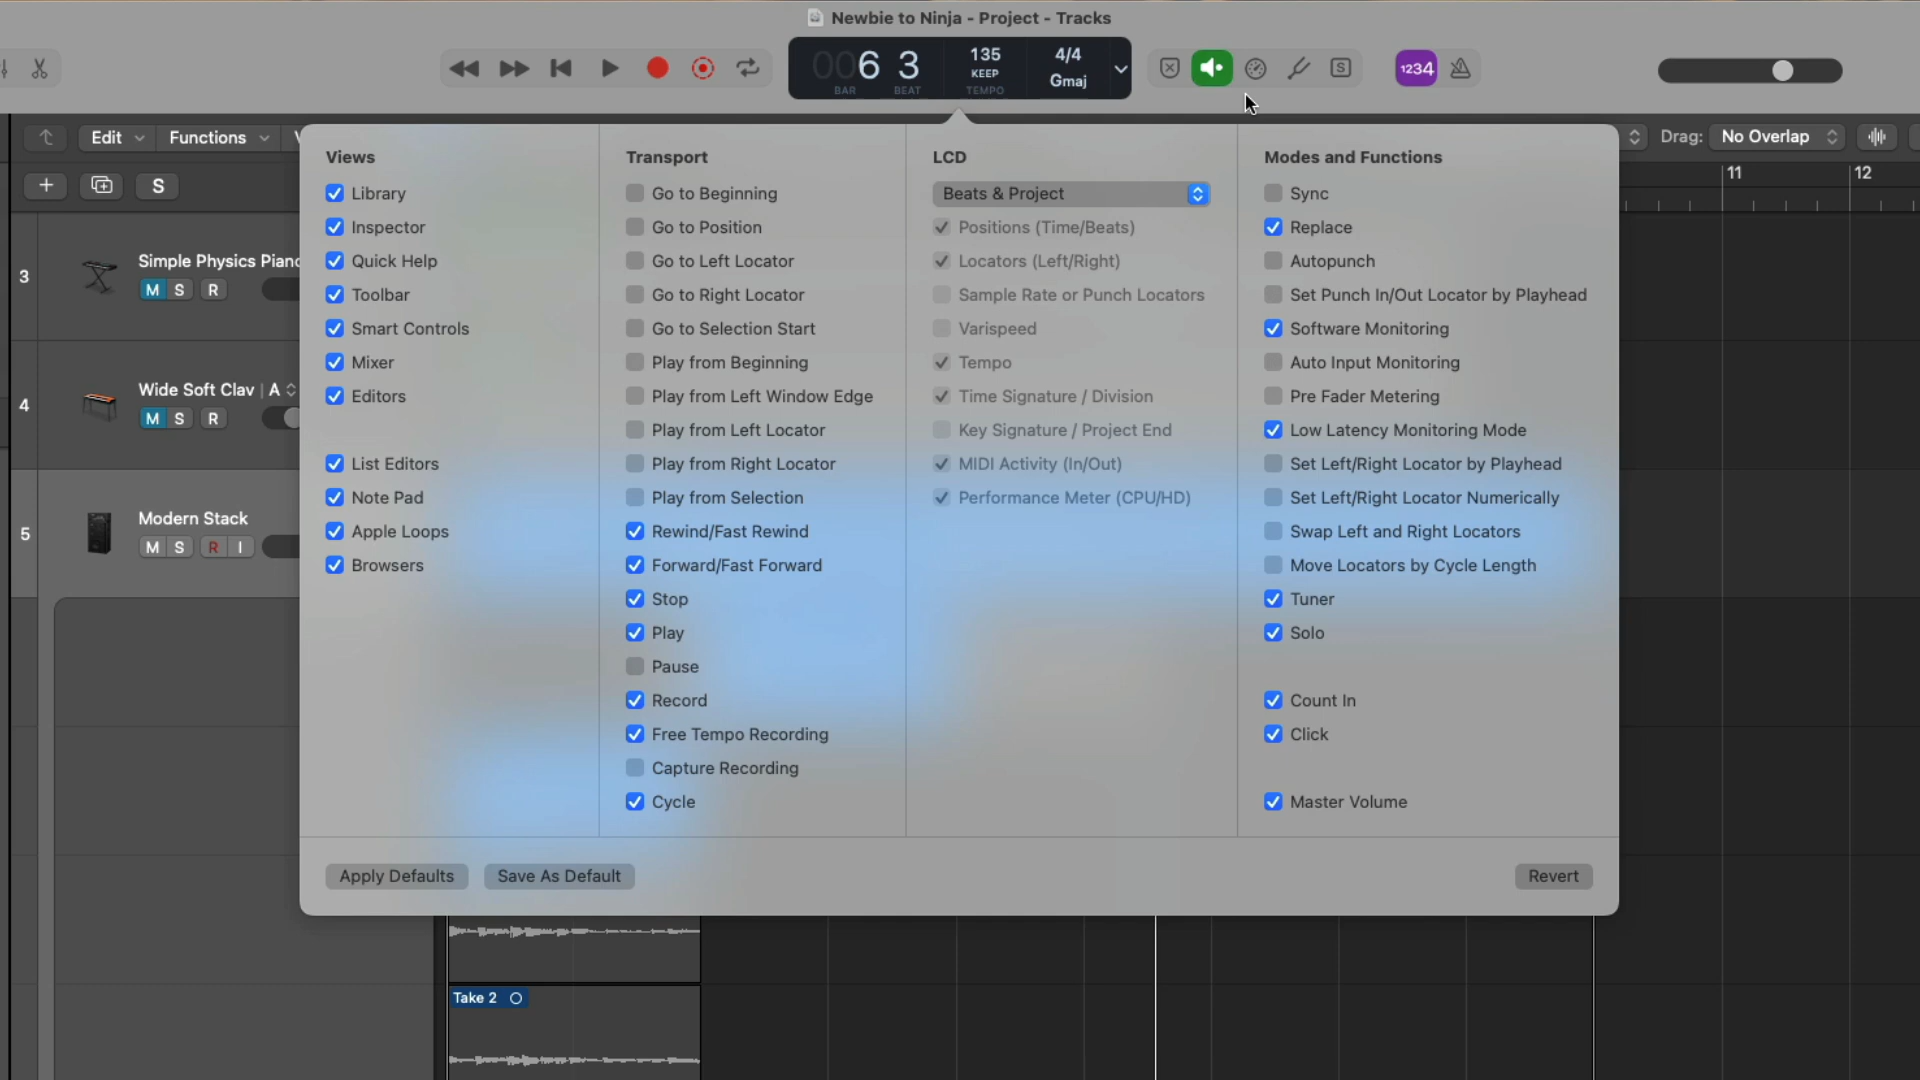 Newbie to Ninja - Project - Tracks
006 3 135 4/4
KEEP Gmaj
BAR BEAT TEMPO
S 1234
Edit Functions
Drag: No Overlap
S
11 12
3 Simple Physics Piano
M S R
4 Wide Soft Clav | A
M S R
5 Modern Stack
M S R I
Views
Library
Inspector
Quick Help
Toolbar
Smart Controls
Mixer
Editors
List Editors
Note Pad
Apple Loops
Browsers
Transport
Go to Beginning
Go to Position
Go to Left Locator
Go to Right Locator
Go to Selection Start
Play from Beginning
Play from Left Window Edge
Play from Left Locator
Play from Right Locator
Play from Selection
Rewind/Fast Rewind
Forward/Fast Forward
Stop
Play
Pause
Record
Free Tempo Recording
Capture Recording
Cycle
LCD
Beats & Project
Positions (Time/Beats)
Locators (Left/Right)
Sample Rate or Punch Locators
Varispeed
Tempo
Time Signature / Division
Key Signature / Project End
MIDI Activity (In/Out)
Performance Meter (CPU/HD)
Modes and Functions
Sync
Replace
Autopunch
Set Punch In/Out Locator by Playhead
Software Monitoring
Auto Input Monitoring
Pre Fader Metering
Low Latency Monitoring Mode
Set Left/Right Locator by Playhead
Set Left/Right Locator Numerically
Swap Left and Right Locators
Move Locators by Cycle Length
Tuner
Solo
Count In
Click
Master Volume
Apply Defaults Save As Default Revert
Take 2